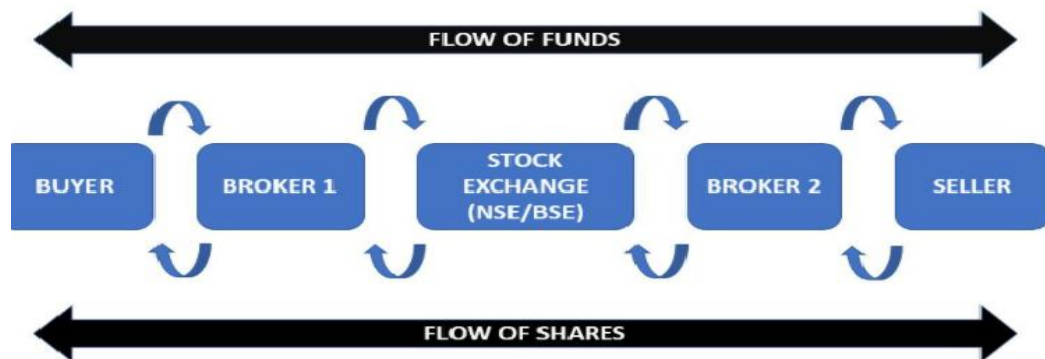 FLOW OF FUNDS
BUYER
BROKER 1
STOCK
EXCHANGE
(NSE/BSE)
BROKER 2
SELLER
FLOW OF SHARES